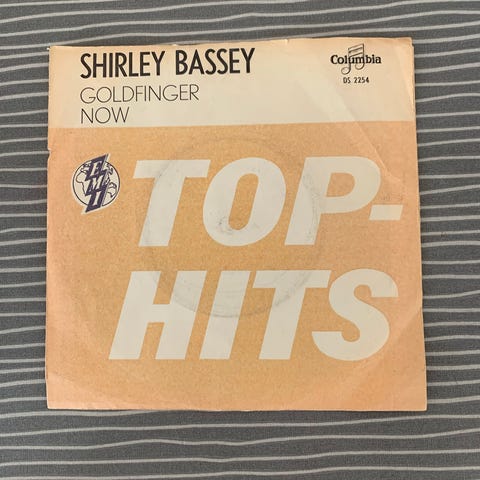 SHIRLEY BASSEY
GOLDFINGER
NOW
Columbia
DS 2254
TOP-
HITS